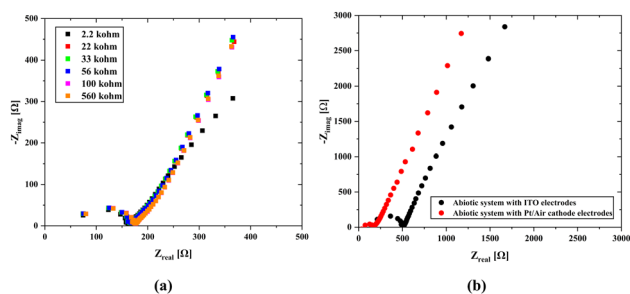 2.2 kohm
22 kohm
33 kohm
56 kohm
100 kohm
560 kohm
-Z_imag [Ω]
500
400
300
200
100
0
0 100 200 300 400 500
Z_real [Ω]
(a)
-Z_imag [Ω]
3000
2500
2000
1500
1000
500
0
Abiotic system with ITO electrodes
Abiotic system with Pt/Air cathode electrodes
0 500 1000 1500 2000 2500 3000
Z_real [Ω]
(b)